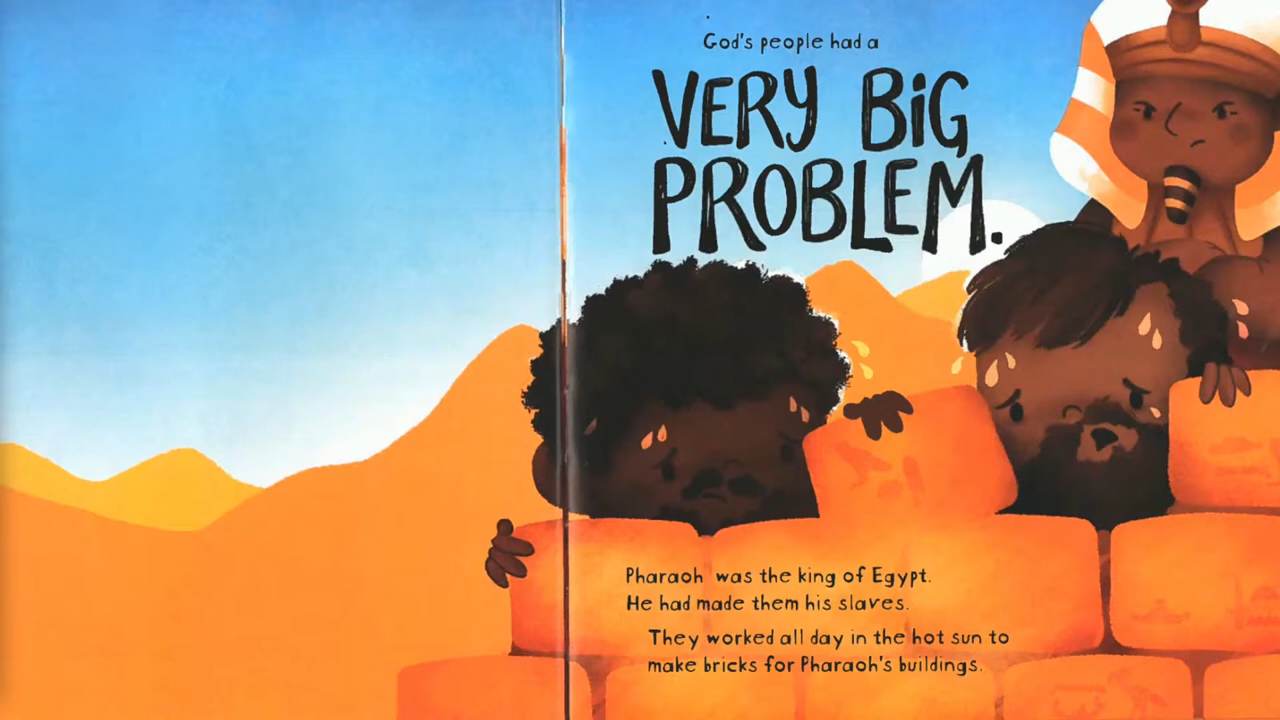 God's people had a
VERY BiG
PROBLEM.
Pharaoh was the king of Egypt.
He had made them his slaves.
They worked all day in the hot sun to
make bricks for Pharaoh's buildings.